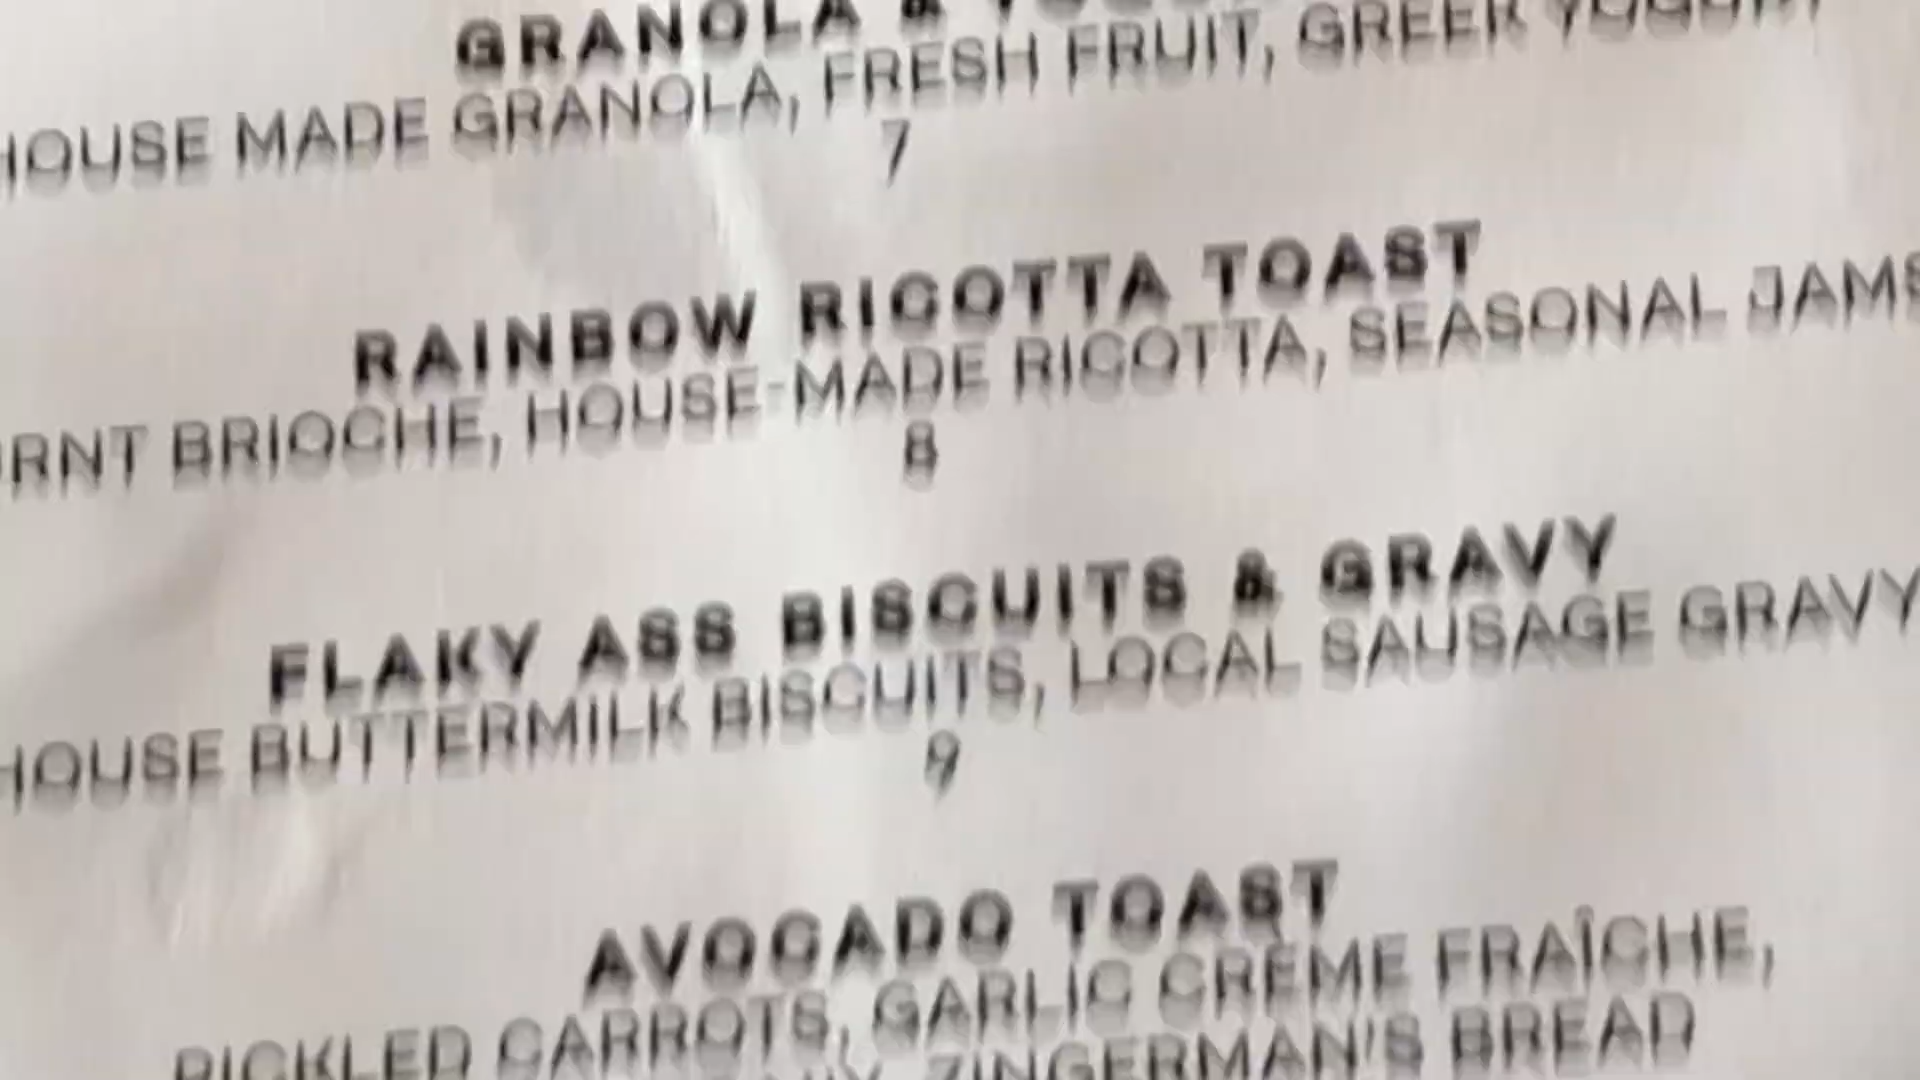 GRANOLA &
HOUSE MADE GRANOLA, FRESH FRUIT, GREEK YOGURT
7
RAINBOW RICOTTA TOAST
RNT BRIOCHE, HOUSE-MADE RICOTTA, SEASONAL JAMS
8
FLAKY ASS BISCUITS & GRAVY
HOUSE BUTTERMILK BISCUITS, LOCAL SAUSAGE GRAVY
9
AVOCADO TOAST
PICKLED CARROTS, GARLIC CRÈME FRAÎCHE,
ZINGERMAN'S BREAD